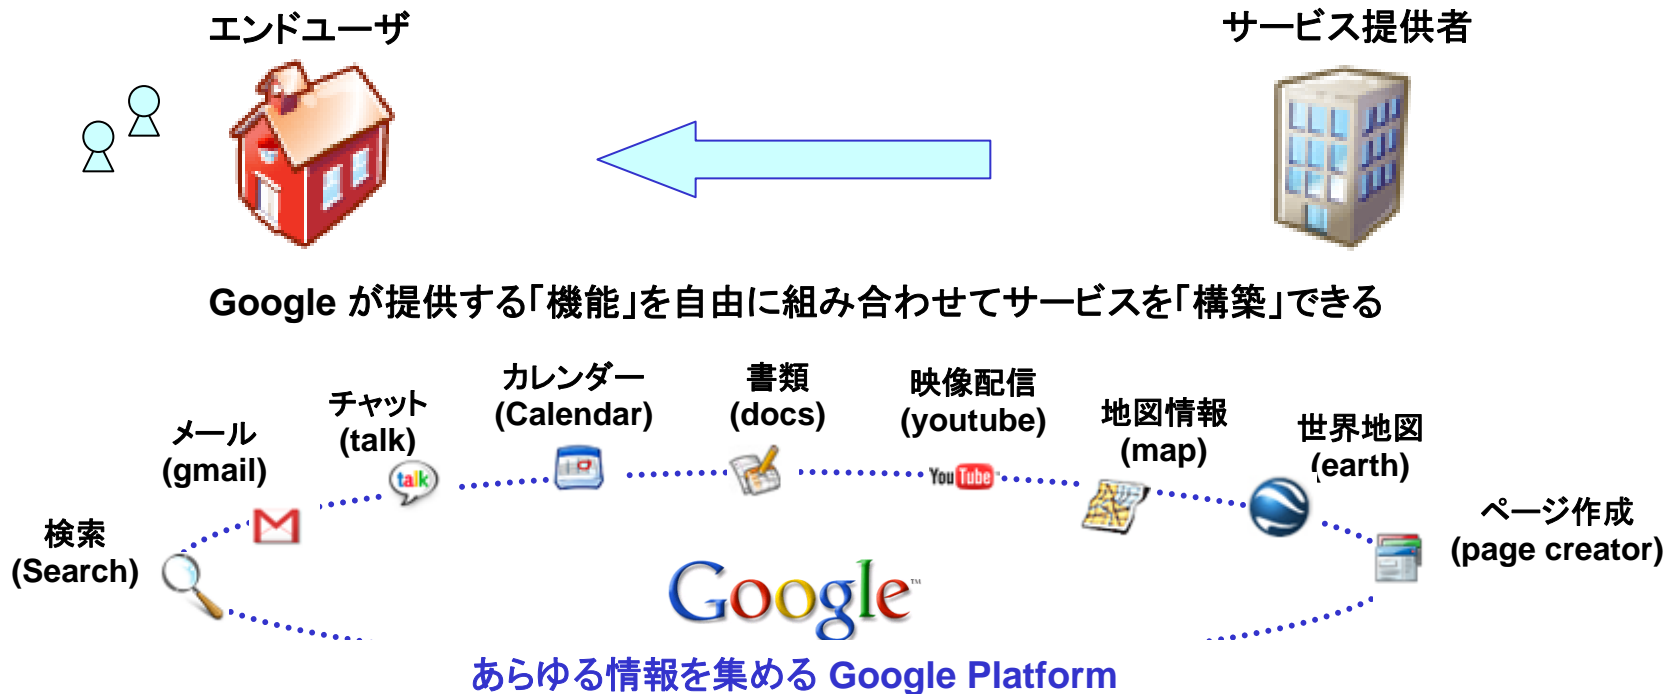 エンドユーザ
サービス提供者
Google が提供する「機能」を自由に組み合わせてサービスを「構築」できる
カレンダー
(Calendar)
書類
(docs)
映像配信
(youtube)
チャット
(talk)
地図情報
(map)
メール
(gmail)
世界地図
(earth)
talk
YouTube
ページ作成
(page creator)
検索
(Search)
Google™
あらゆる情報を集める Google Platform